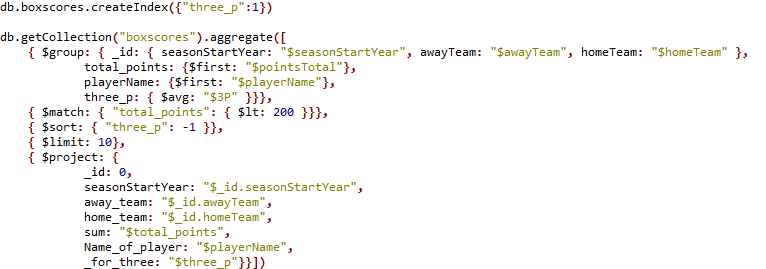 db.boxscores.createIndex({"three_p":1})
db.getCollection("boxscores").aggregate([
{ $group: { _id: { seasonStartYear: "$seasonStartYear", awayTeam: "$awayTeam", homeTeam: "$homeTeam" },
total_points: {$first: "$pointsTotal"},
playerName: {$first: "$playerName"},
three_p: { $avg: "$3P" }}},
{ $match: { "total_points": { $lt: 200 }}},
{ $sort: { "three_p": -1 }},
{ $limit: 10},
{ $project: {
_id: 0,
seasonStartYear: "$_id.seasonStartYear",
away_team: "$_id.awayTeam",
home_team: "$_id.homeTeam",
sum: "$total_points",
Name_of_player: "$playerName",
_for_three: "$three_p"}}])